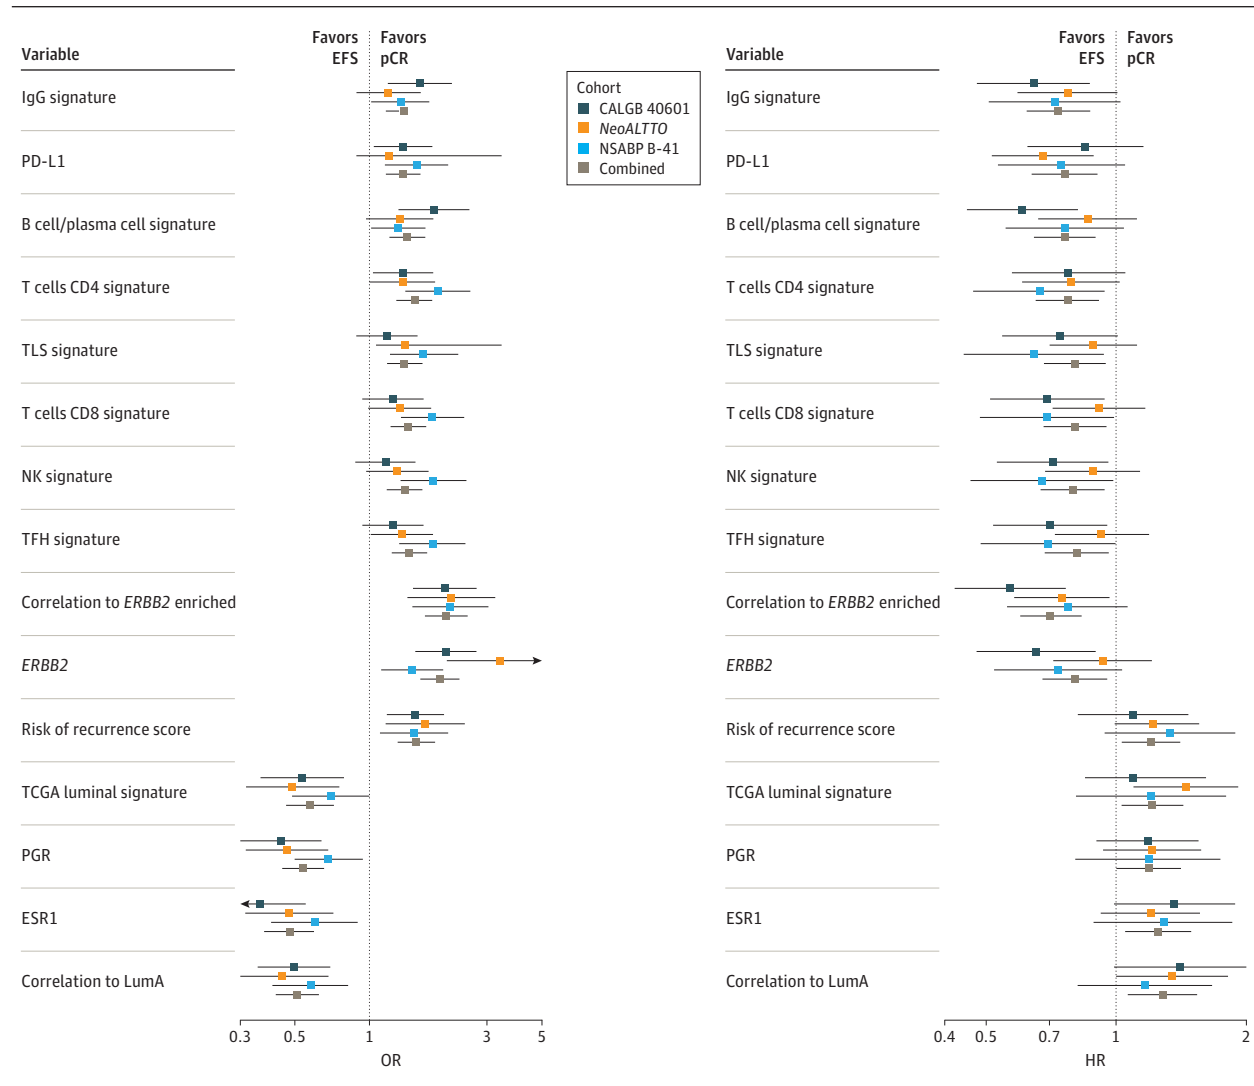 Variable
Favors
EFS
Favors
pCR
IgG signature
PD-L1
B cell/plasma cell signature
T cells CD4 signature
TLS signature
T cells CD8 signature
NK signature
TFH signature
Correlation to ERBB2 enriched
ERBB2
Risk of recurrence score
TCGA luminal signature
PGR
ESR1
Correlation to LumA
0.3 0.5 1 3 5
OR
Cohort
CALGB 40601
NeoALTTO
NSABP B-41
Combined
Variable
Favors
EFS
Favors
pCR
IgG signature
PD-L1
B cell/plasma cell signature
T cells CD4 signature
TLS signature
T cells CD8 signature
NK signature
TFH signature
Correlation to ERBB2 enriched
ERBB2
Risk of recurrence score
TCGA luminal signature
PGR
ESR1
Correlation to LumA
0.4 0.5 0.7 1 2
HR